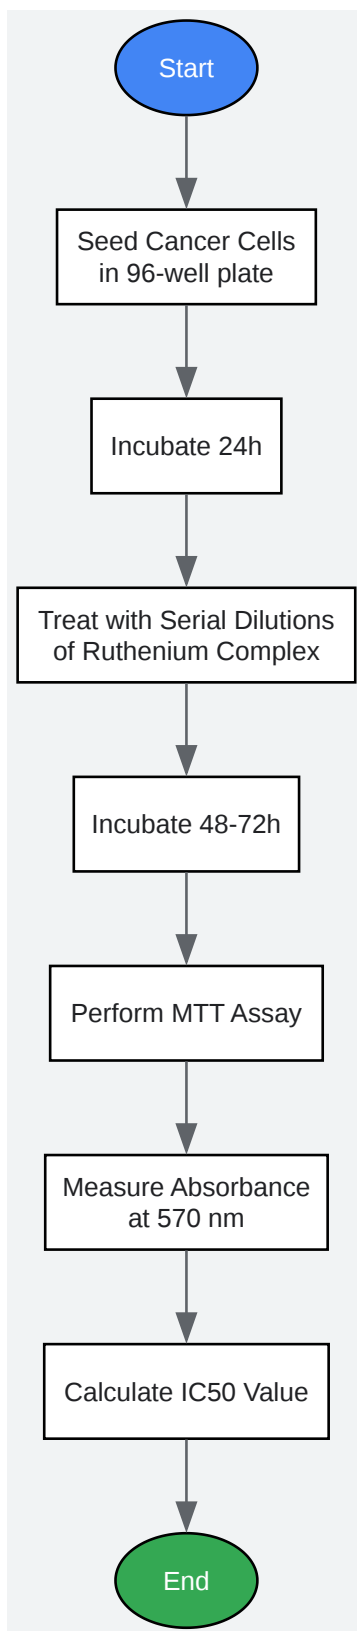 Start
Seed Cancer Cells
in 96-well plate
Incubate 24h
Treat with Serial Dilutions
of Ruthenium Complex
Incubate 48-72h
Perform MTT Assay
Measure Absorbance
at 570 nm
Calculate IC50 Value
End